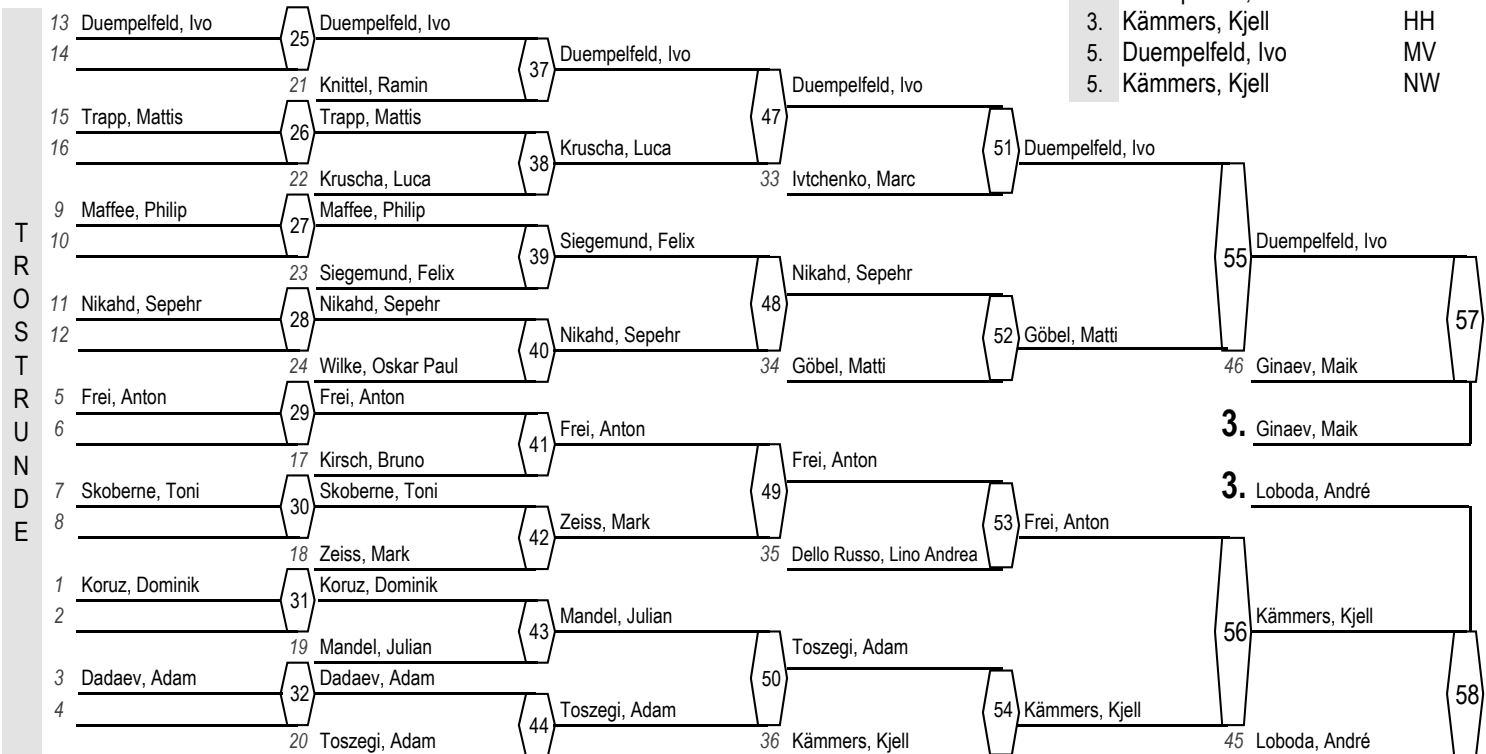 3. Kämmers, Kjell HH
5. Duempelfeld, Ivo MV
5. Kämmers, Kjell NW
TROSTRUNDE
13 Duempelfeld, Ivo 25 Duempelfeld, Ivo
14
37 Duempelfeld, Ivo
21 Knittel, Ramin
Duempelfeld, Ivo
15 Trapp, Mattis 26 Trapp, Mattis
47
16
38 Kruscha, Luca
51 Duempelfeld, Ivo
22 Kruscha, Luca
33 Ivtchenko, Marc
9 Maffee, Philip 27 Maffee, Philip
10
39 Siegemund, Felix
55 Duempelfeld, Ivo
23 Siegemund, Felix
Nikahd, Sepehr
11 Nikahd, Sepehr 28 Nikahd, Sepehr
48
57
12
40 Nikahd, Sepehr
52 Göbel, Matti
24 Wilke, Oskar Paul
34 Göbel, Matti
46 Ginaev, Maik
5 Frei, Anton 29 Frei, Anton
6
41 Frei, Anton
3. Ginaev, Maik
17 Kirsch, Bruno
Frei, Anton
7 Skoberne, Toni 30 Skoberne, Toni
49
3. Loboda, André
8
42 Zeiss, Mark
53 Frei, Anton
18 Zeiss, Mark
35 Dello Russo, Lino Andrea
1 Koruz, Dominik 31 Koruz, Dominik
2
43 Mandel, Julian
56 Kämmers, Kjell
19 Mandel, Julian
Toszegi, Adam
3 Dadaev, Adam 32 Dadaev, Adam
50
58
4
44 Toszegi, Adam
54 Kämmers, Kjell
20 Toszegi, Adam
36 Kämmers, Kjell
45 Loboda, André